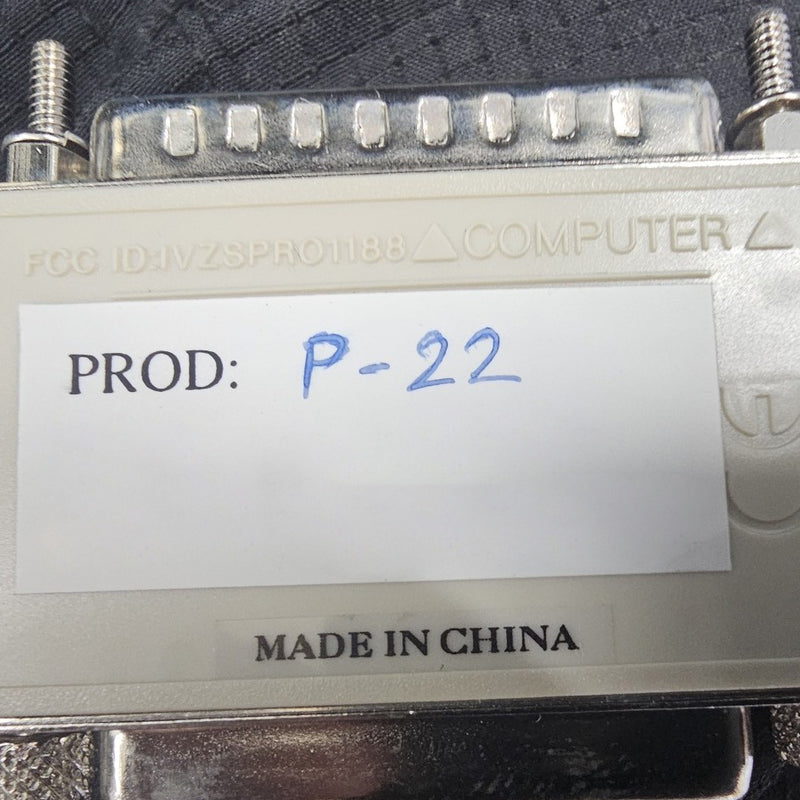 FCC ID:IVZSPRO1188 △ COMPUTER △
PROD: P-22
MADE IN CHINA